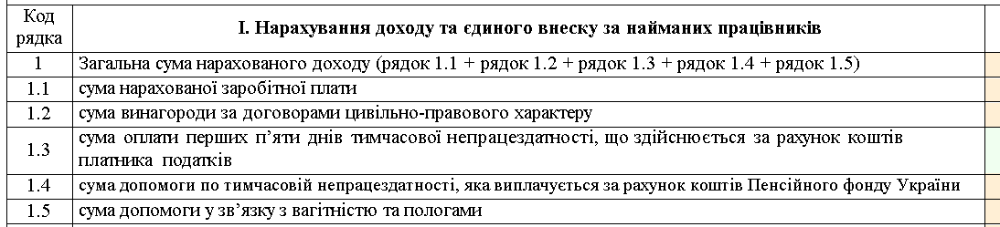 Код
рядка
І. Нарахування доходу та єдиного внеску за найманих працівників
1
Загальна сума нарахованого доходу (рядок 1.1 + рядок 1.2 + рядок 1.3 + рядок 1.4 + рядок 1.5)
1.1
сума нарахованої заробітної плати
1.2
сума винагороди за договорами цивільно-правового характеру
1.3
сума оплати перших п’яти днів тимчасової непрацездатності, що здійснюється за рахунок коштів
платника податків
1.4
сума допомоги по тимчасовій непрацездатності, яка виплачується за рахунок коштів Пенсійного фонду України
1.5
сума допомоги у зв’язку з вагітністю та пологами